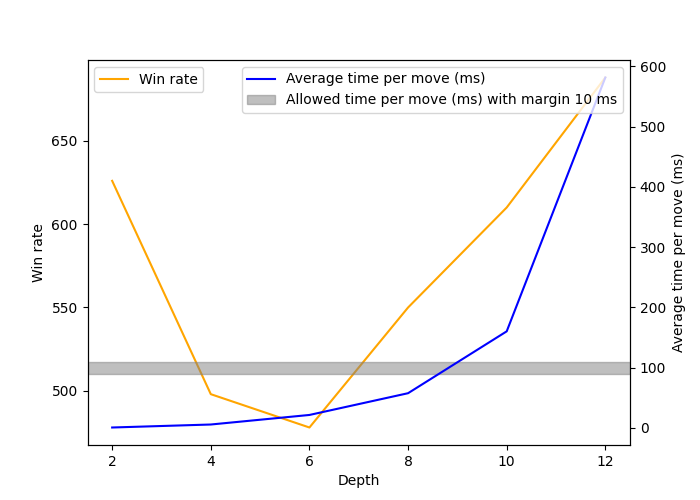 Win rate
Average time per move (ms)
Allowed time per move (ms) with margin 10 ms
650
600
550
500
Win rate
600
500
400
300
200
100
0
Average time per move (ms)
2
4
6
8
10
12
Depth